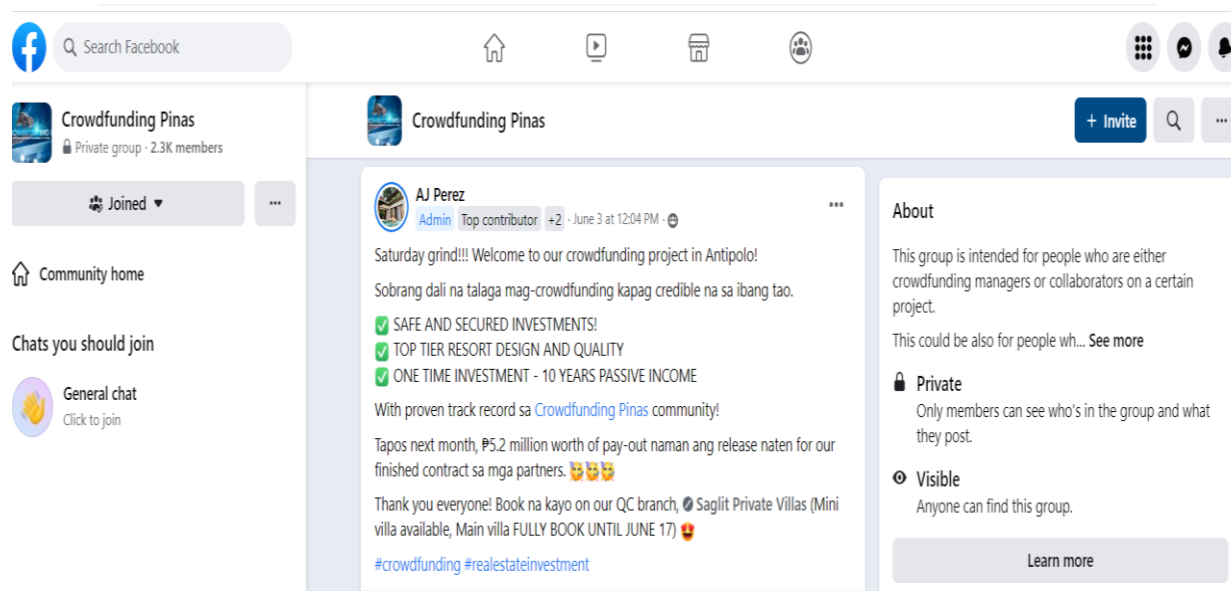 Search Facebook
Crowdfunding Pinas
Private group · 2.3K members
Joined
Community home
Chats you should join
General chat
Click to join
Crowdfunding Pinas
+ Invite
AJ Perez
Admin Top contributor +2 · June 3 at 12:04 PM ·
Saturday grind!!! Welcome to our crowdfunding project in Antipolo!
Sobrang dali na talaga mag-crowdfunding kapag credible na sa ibang tao.
✅ SAFE AND SECURED INVESTMENTS!
✅ TOP TIER RESORT DESIGN AND QUALITY
✅ ONE TIME INVESTMENT - 10 YEARS PASSIVE INCOME
With proven track record sa Crowdfunding Pinas community!
Tapos next month, ₱5.2 million worth of pay-out naman ang release naten for our
finished contract sa mga partners.
Thank you everyone! Book na kayo on our QC branch, Saglit Private Villas (Mini
villa available, Main villa FULLY BOOK UNTIL JUNE 17)
#crowdfunding #realestateinvestment
About
This group is intended for people who are either
crowdfunding managers or collaborators on a certain
project.
This could be also for people wh... See more
Private
Only members can see who's in the group and what
they post.
Visible
Anyone can find this group.
Learn more